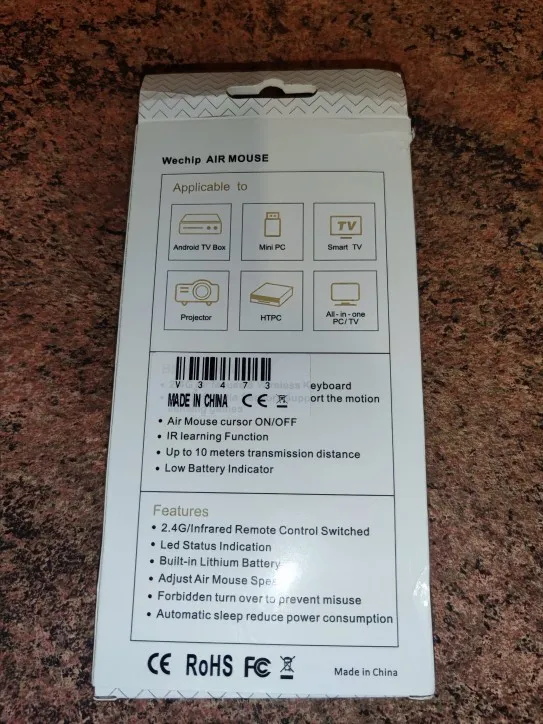 Wechip AIR MOUSE
Applicable to
Android TV Box
Mini PC
TV
Smart TV
Projector
HTPC
All-in-one
PC/TV
V 3 4 7 3
MADE IN CHINA CE
eyboard
ort the motion
• Air Mouse cursor ON/OFF
• IR learning Function
• Up to 10 meters transmission distance
• Low Battery Indicator
Features
• 2.4G/Infrared Remote Control Switched
• Led Status Indication
• Built-in Lithium Battery
• Adjust Air Mouse Spe
• Forbidden turn over to prevent misuse
• Automatic sleep reduce power consumption
CE RoHS FC
Made in China